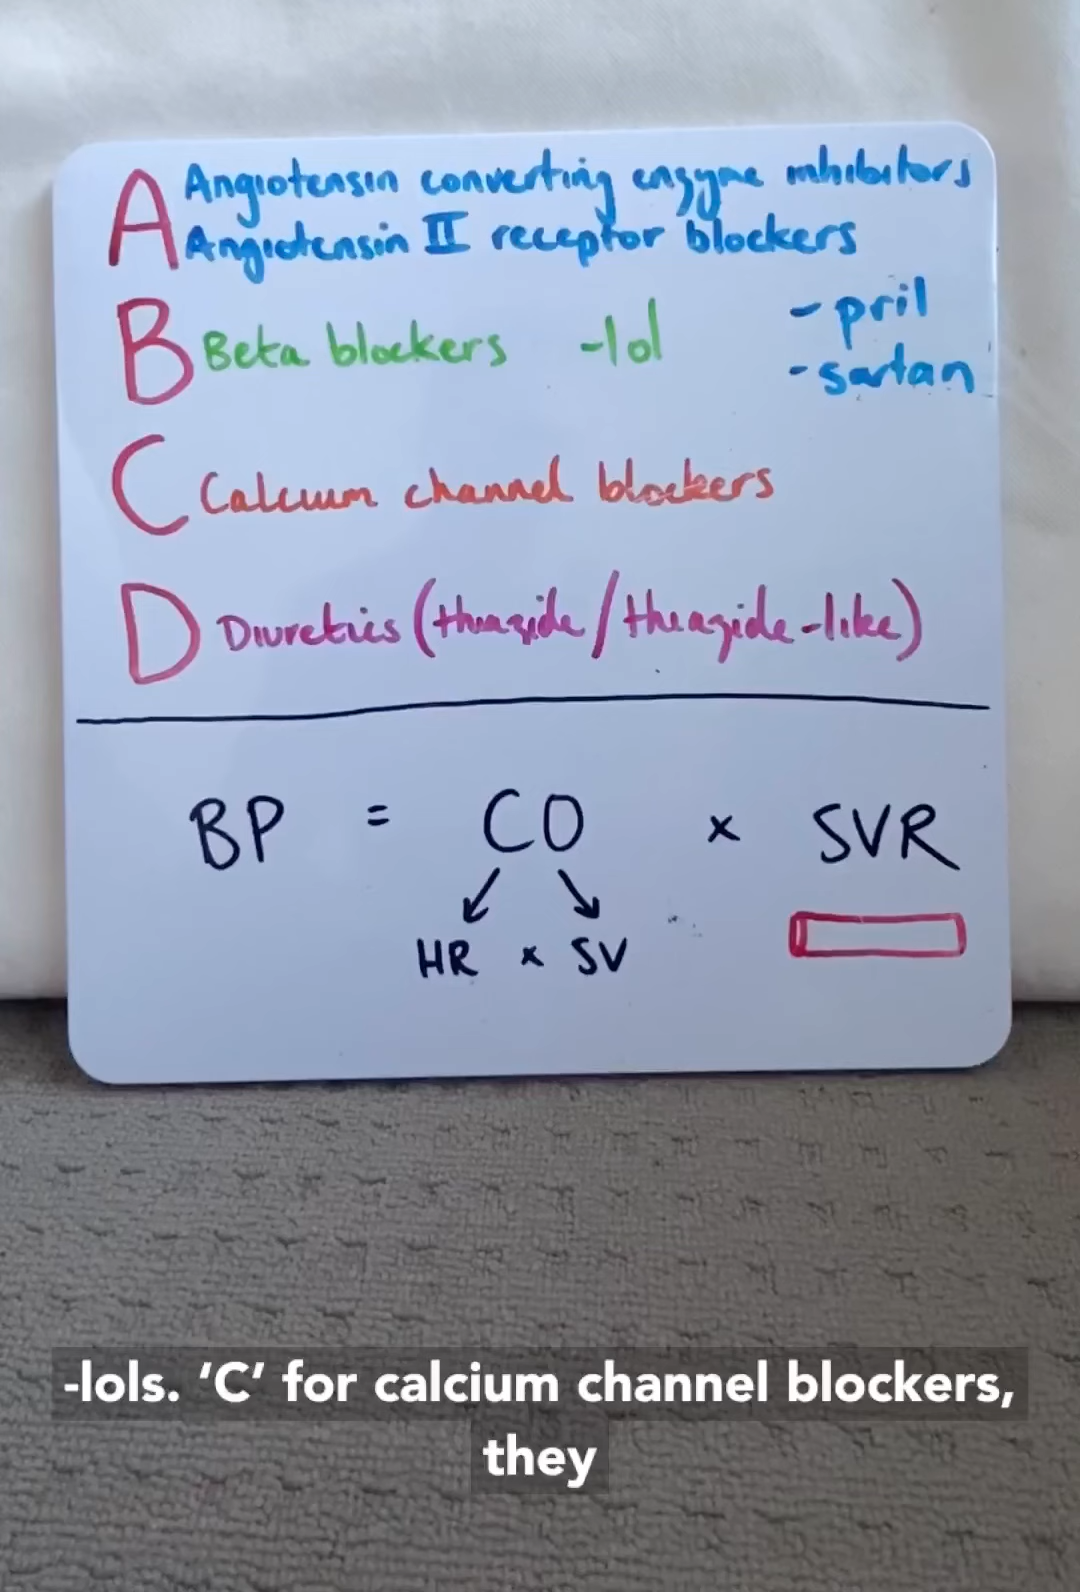 A Angiotensin converting enzyme inhibitors
Angiotensin II receptor blockers
- pril
- sartan
B Beta blockers -lol
C Calcium channel blockers
D Diuretics (thiazide/thiazide-like)
BP = CO x SVR
HR x SV
-lols. ‘C’ for calcium channel blockers,
they